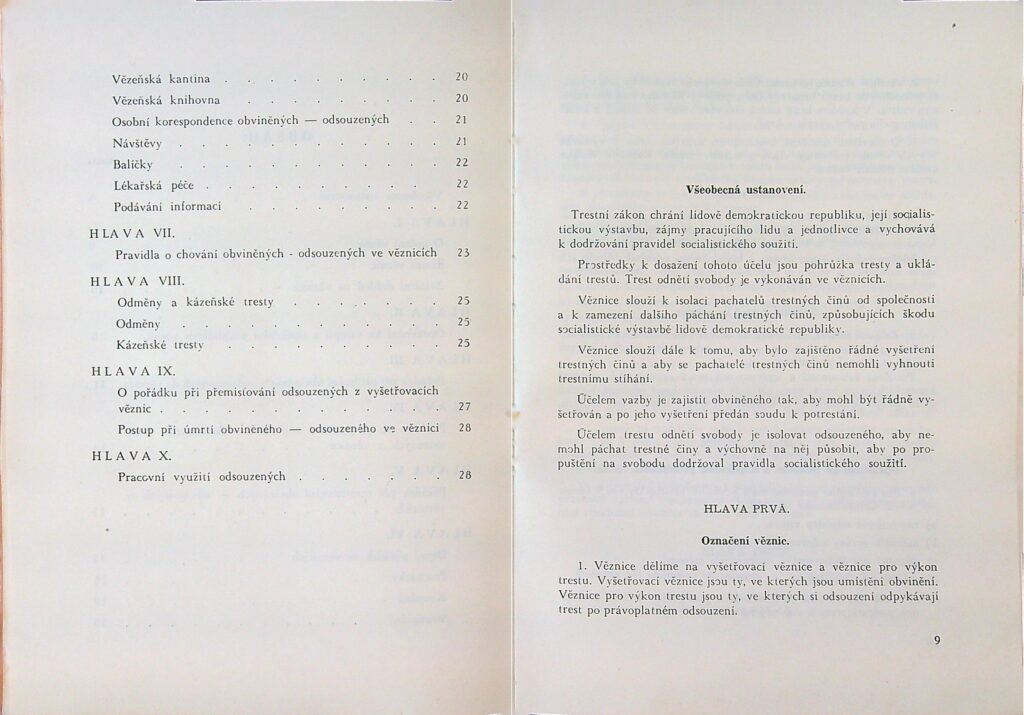 Vězeňská kantina . . . . . . . . . . 20
Vězeňská knihovna . . . . . . . . . 20
Osobní korespondence obviněných — odsouzených . . 21
Návštěvy . . . . . . . . . . . 21
Balíčky . . . . . . . . . . . 22
Lékařská péče . . . . . . . . . . 22
Podávání informací . . . . . . . . . 22
HLAVA VII.
Pravidla o chování obviněných - odsouzených ve věznicích 23
HLAVA VIII.
Odměny a kázeňské tresty . . . . . . . 25
Odměny . . . . . . . . . . . 25
Kázeňské tresty . . . . . . . . . . 25
HLAVA IX.
O pořádku při přemisťování odsouzených z vyšetřovacích
věznic . . . . . . . . . . . . 27
Postup při úmrtí obviněného — odsouzeného ve věznici 28
HLAVA X.
Pracovní využití odsouzených . . . . . . . 28
Všeobecná ustanovení.
Trestní zákon chrání lidově demokratickou republiku, její socialis-
tickou výstavbu, zájmy pracujícího lidu a jednotlivce a vychovává
k dodržování pravidel socialistického soužití.
Prostředky k dosažení tohoto účelu jsou pohrůžka tresty a uklá-
dání trestů. Trest odnětí svobody je vykonáván ve věznicích.
Věznice slouží k isolaci pachatelů trestných činů od společnosti
a k zamezení dalšího páchání trestných činů, způsobujících škodu
socialistické výstavbě lidově demokratické republiky.
Věznice slouží dále k tomu, aby bylo zajištěno řádné vyšetření
trestných činů a aby se pachatelé trestných činů nemohli vyhnouti
trestnímu stíhání.
Účelem vazby je zajistit obviněného tak, aby mohl být řádně vy-
šetřován a po jeho vyšetření předán soudu k potrestání.
Účelem trestu odnětí svobody je isolovat odsouzeného, aby ne-
mohl páchat trestné činy a výchovně na něj působit, aby po pro-
puštění na svobodu dodržoval pravidla socialistického soužití.
HLAVA PRVÁ.
Označení věznic.
1. Věznice dělíme na vyšetřovací věznice a věznice pro výkon
trestu. Vyšetřovací věznice jsou ty, ve kterých jsou umístěni obvinění.
Věznice pro výkon trestu jsou ty, ve kterých si odsouzení odpykávají
trest po právoplatném odsouzení.
9